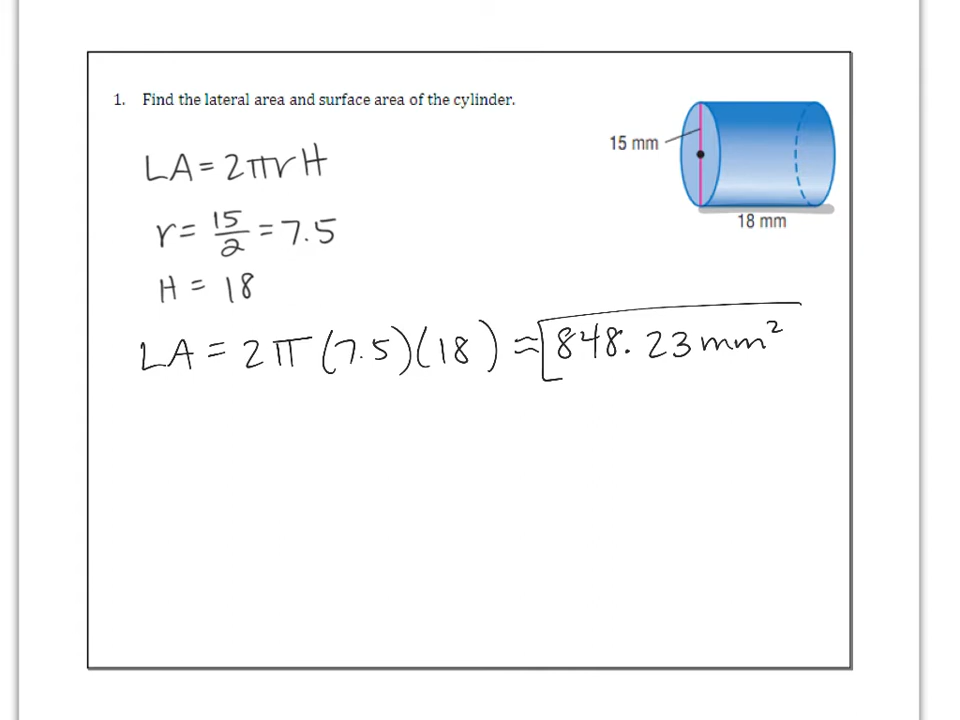 1. Find the lateral area and surface area of the cylinder.
15 mm
18 mm
LA = 2πrH
r = 15/2 = 7.5
H = 18
LA = 2π(7.5)(18) ≈ 848.23 mm²